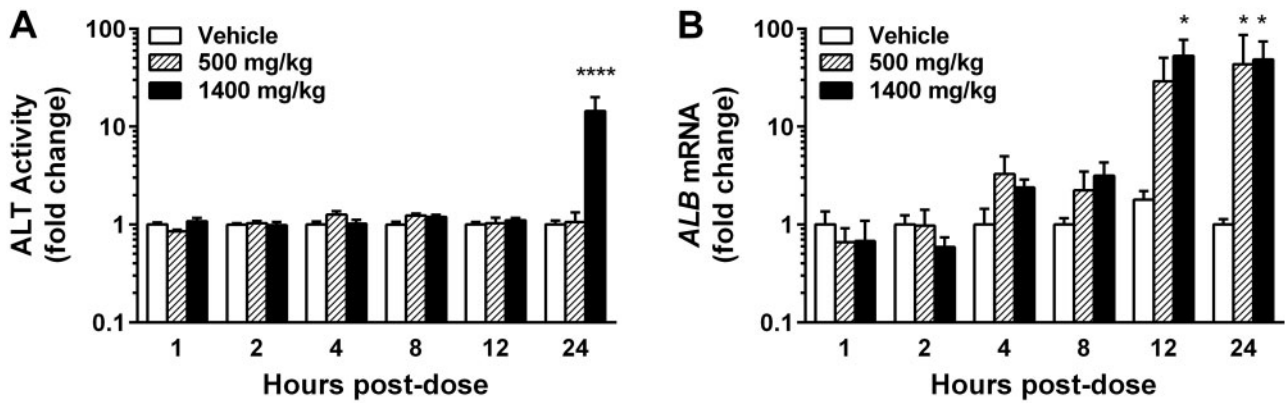 A
ALT Activity
(fold change)
100
10
1
0.1
Vehicle
500 mg/kg
1400 mg/kg
****
1 2 4 8 12 24
Hours post-dose
B
ALB mRNA
(fold change)
100
10
1
0.1
Vehicle
500 mg/kg
1400 mg/kg
* * *
1 2 4 8 12 24
Hours post-dose